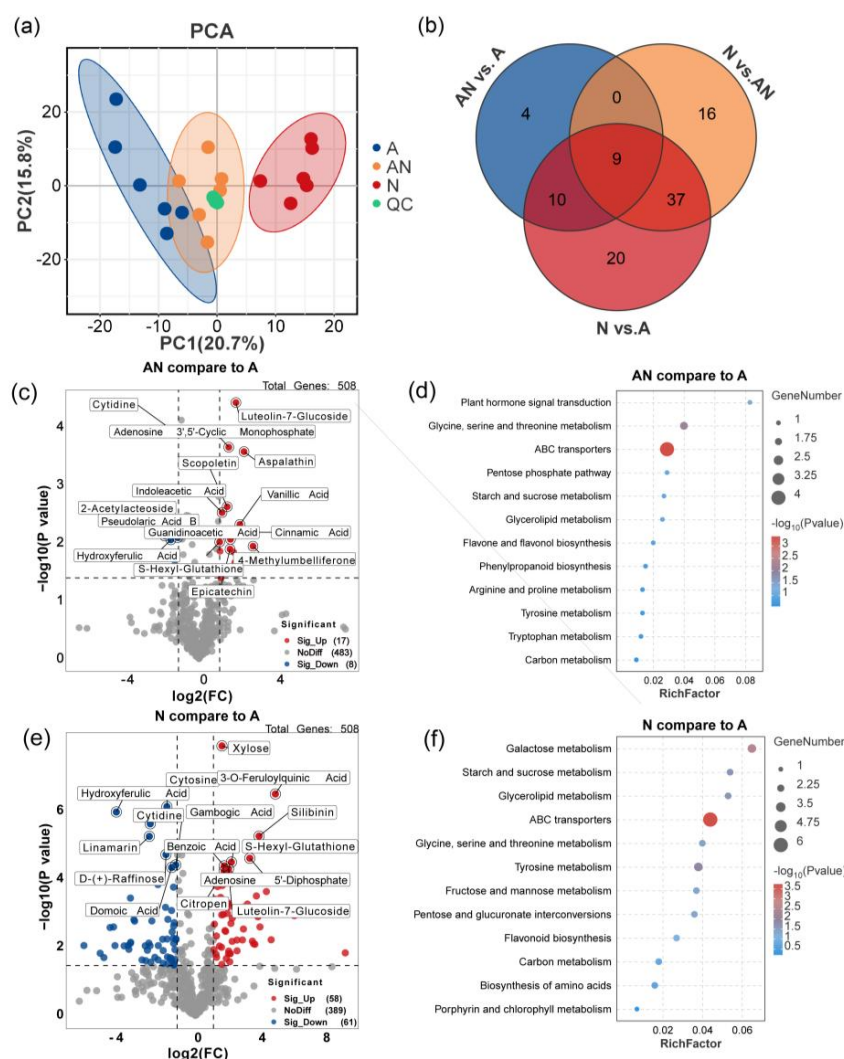 (a)
PCA
20
0
-20
PC2(15.8%)
-20
-10
0
10
20
PC1(20.7%)
A
AN
N
QC
(b)
AN vs. A
N vs.AN
4
0
16
9
10
37
20
N vs.A
(c)
AN compare to A
Total Genes: 508
Cytidine
Luteolin-7-Glucoside
Adenosine 3',5'-Cyclic Monophosphate
Scopoletin
Aspalathin
Indoleacetic Acid
Vanillic Acid
2-Acetylacteoside
Pseudolaric Acid B
Guanidinoacetic Acid
Cinnamic Acid
Hydroxyferulic Acid
4-Methylumbelliferone
S-Hexyl-Glutathione
Epicatechin
4
3
2
1
0
-log10(P value)
Significant
Sig_Up (17)
NoDiff (483)
Sig_Down (8)
-4
0
4
log2(FC)
(d)
AN compare to A
Plant hormone signal transduction
Glycine, serine and threonine metabolism
ABC transporters
Pentose phosphate pathway
Starch and sucrose metabolism
Glycerolipid metabolism
Flavone and flavonol biosynthesis
Phenylpropanoid biosynthesis
Arginine and proline metabolism
Tyrosine metabolism
Tryptophan metabolism
Carbon metabolism
0.02
0.04
0.06
0.08
RichFactor
GeneNumber
1
1.75
2.5
3.25
4
-log10(Pvalue)
3
2.5
2
1.5
1
(e)
N compare to A
Total Genes: 508
Xylose
Cytosine
3-O-Feruloylquinic Acid
Hydroxyferulic Acid
Cytidine
Gambogic Acid
Silibinin
Linamarin
Benzoic Acid
S-Hexyl-Glutathione
D-(+)-Raffinose
Adenosine 5'-Diphosphate
Domoic Acid
Citropen
Luteolin-7-Glucoside
6
4
2
0
-log10(P value)
Significant
Sig_Up (58)
NoDiff (389)
Sig_Down (61)
-4
0
4
8
log2(FC)
(f)
N compare to A
Galactose metabolism
Starch and sucrose metabolism
Glycerolipid metabolism
ABC transporters
Glycine, serine and threonine metabolism
Tyrosine metabolism
Fructose and mannose metabolism
Pentose and glucuronate interconversions
Flavonoid biosynthesis
Carbon metabolism
Biosynthesis of amino acids
Porphyrin and chlorophyll metabolism
0.02
0.04
0.06
RichFactor
GeneNumber
1
2.25
3.5
4.75
6
-log10(Pvalue)
3.5
3
2.5
2
1.5
1
0.5